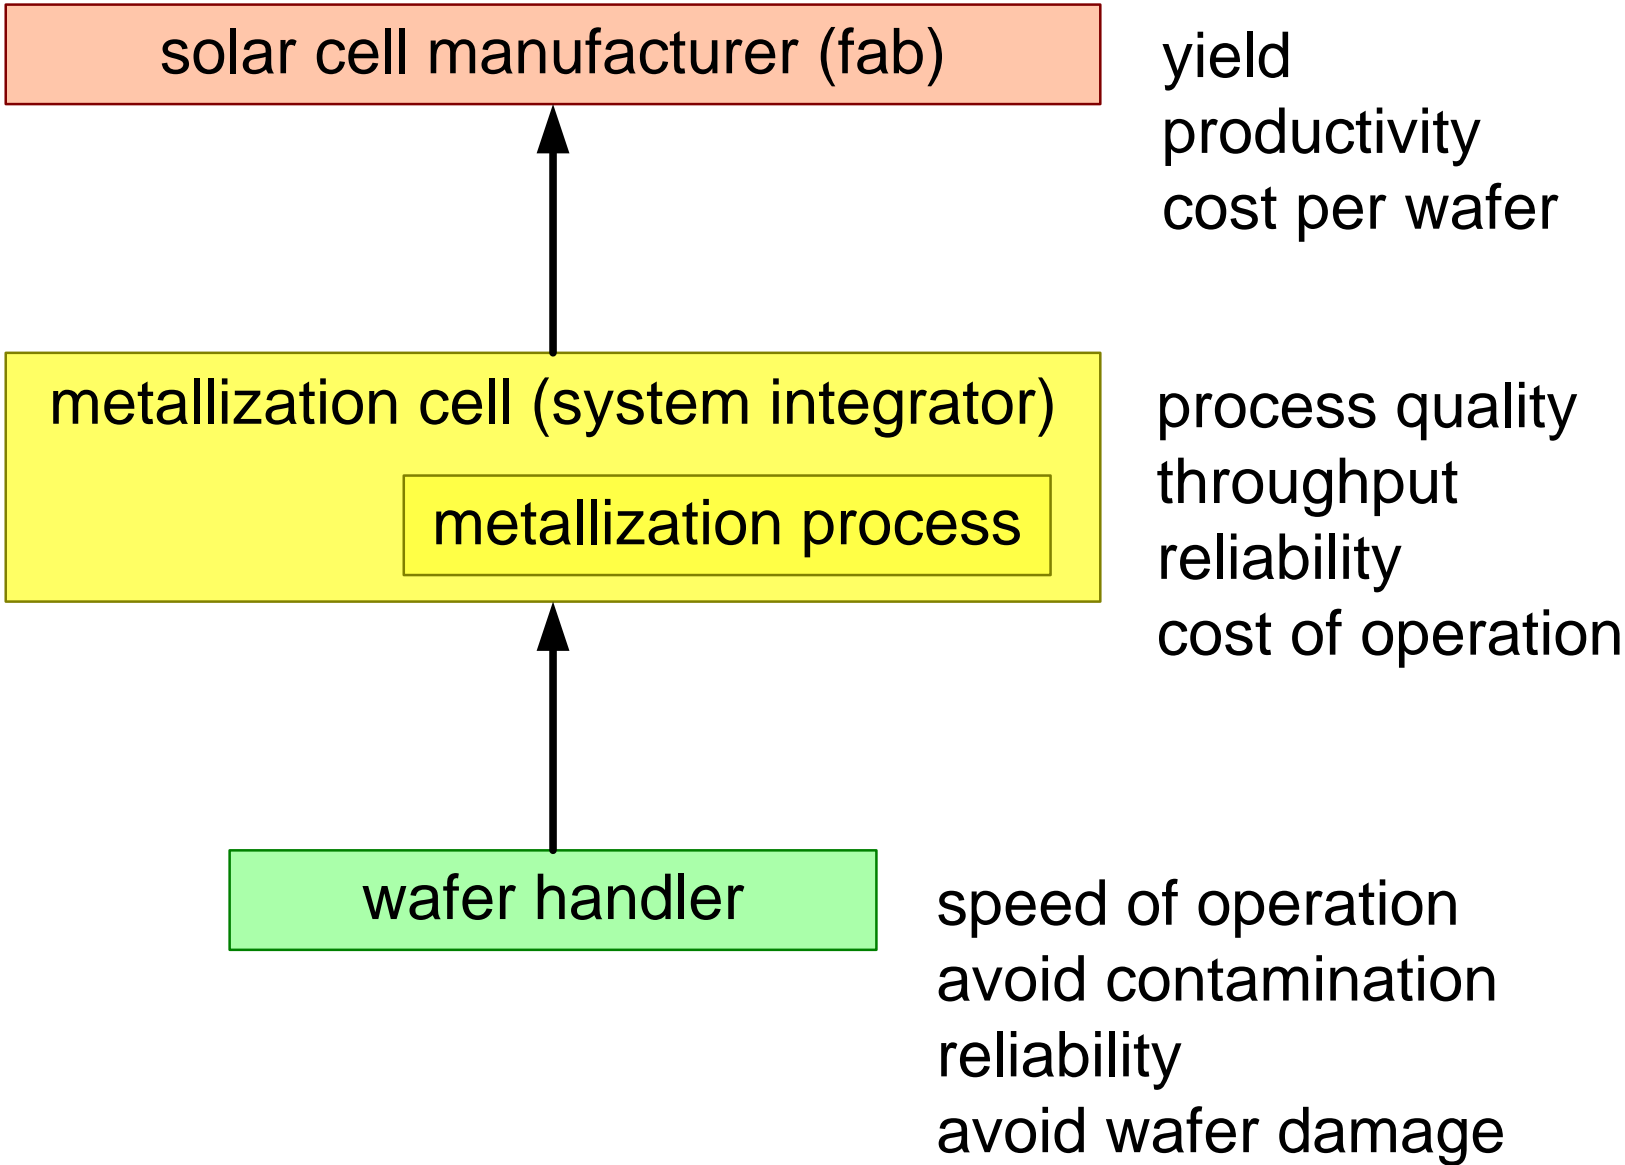 solar cell manufacturer (fab)
yield
productivity
cost per wafer
metallization cell (system integrator)
metallization process
process quality
throughput
reliability
cost of operation
wafer handler
speed of operation
avoid contamination
reliability
avoid wafer damage